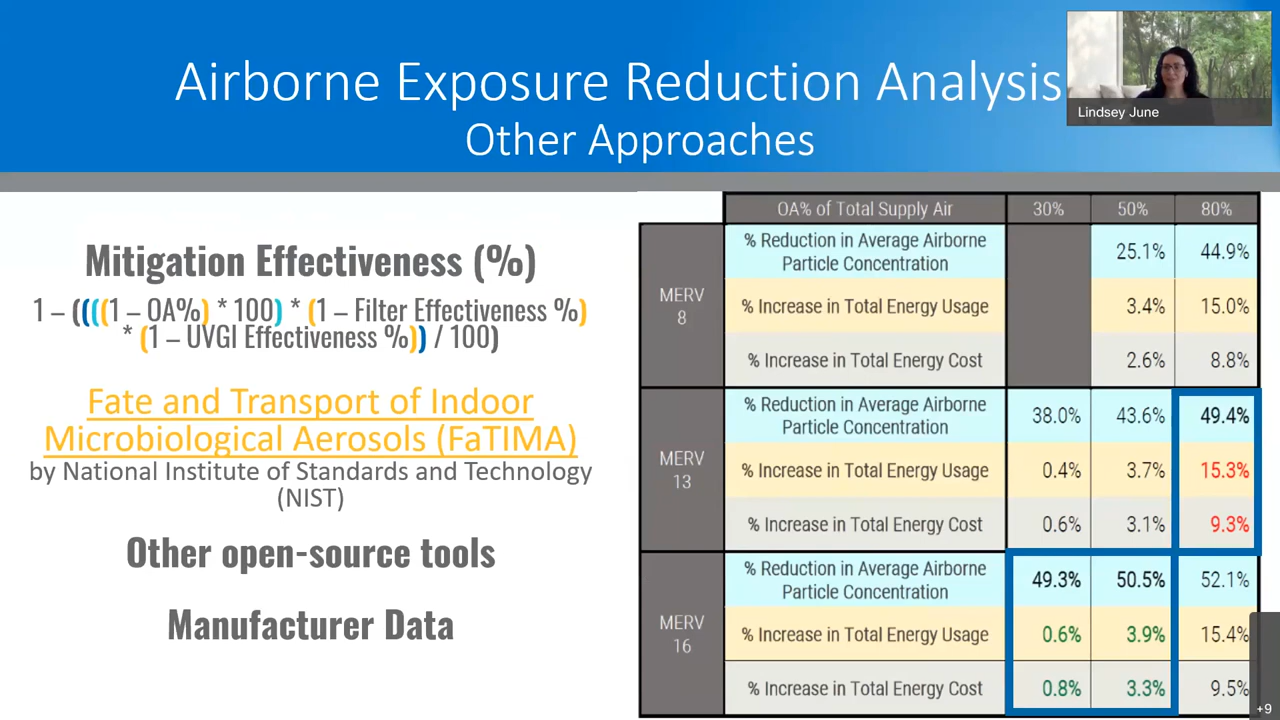 Airborne Exposure Reduction Analysis
Other Approaches
Lindsey June
Mitigation Effectiveness (%)
1 – ((((1 – OA%) * 100) * (1 – Filter Effectiveness %)
* (1 – UVGI Effectiveness %)) / 100)
Fate and Transport of Indoor
Microbiological Aerosols (FaTIMA)
by National Institute of Standards and Technology
(NIST)
Other open-source tools
Manufacturer Data
OA% of Total Supply Air 30% 50% 80%
MERV
8
% Reduction in Average Airborne
Particle Concentration
25.1% 44.9%
% Increase in Total Energy Usage 3.4% 15.0%
% Increase in Total Energy Cost 2.6% 8.8%
MERV
13
% Reduction in Average Airborne
Particle Concentration
38.0% 43.6% 49.4%
% Increase in Total Energy Usage 0.4% 3.7% 15.3%
% Increase in Total Energy Cost 0.6% 3.1% 9.3%
MERV
16
% Reduction in Average Airborne
Particle Concentration
49.3% 50.5% 52.1%
% Increase in Total Energy Usage 0.6% 3.9% 15.4%
% Increase in Total Energy Cost 0.8% 3.3% 9.5%
+9